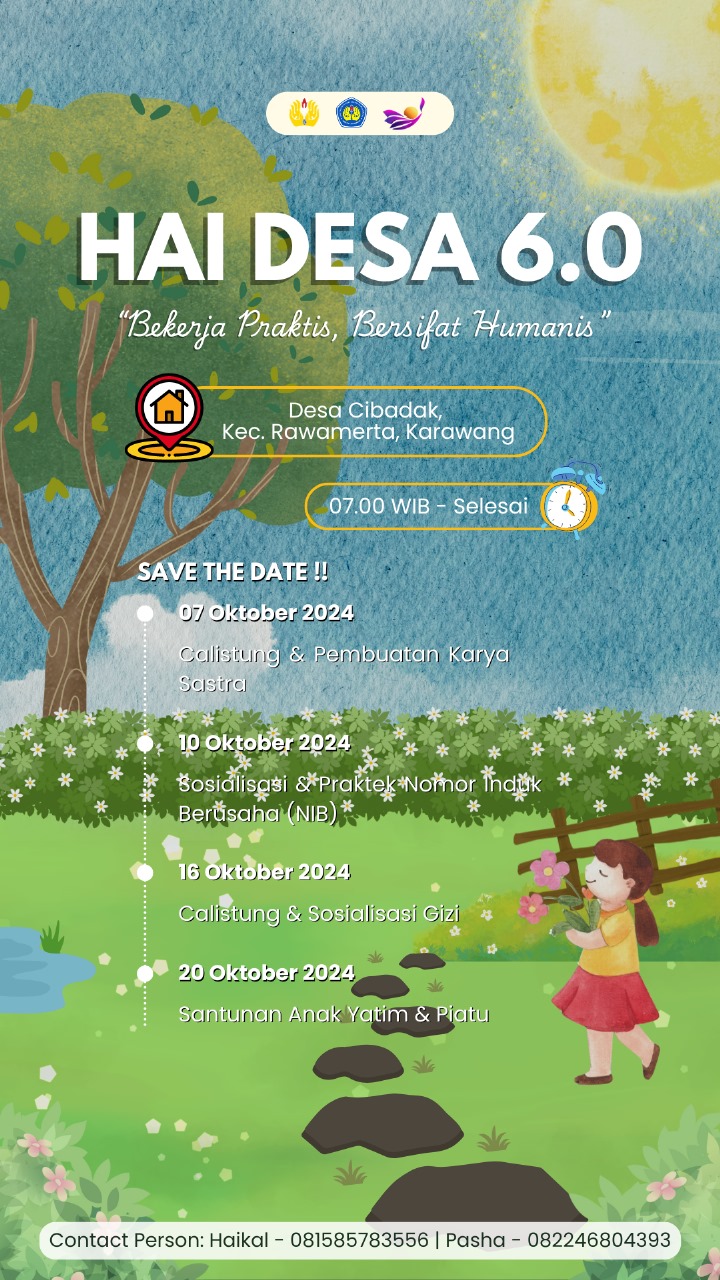 HAI DESA 6.0
“Bekerja Praktis, Bersifat Humanis”
Desa Cibadak,
Kec. Rawamerta, Karawang
07.00 WIB - Selesai
SAVE THE DATE !!
07 Oktober 2024
Calistung & Pembuatan Karya
Sastra
10 Oktober 2024
Sosialisasi & Praktek Nomor Induk
Berusaha (NIB)
16 Oktober 2024
Calistung & Sosialisasi Gizi
20 Oktober 2024
Santunan Anak Yatim & Piatu
Contact Person: Haikal - 081585783556 | Pasha - 082246804393